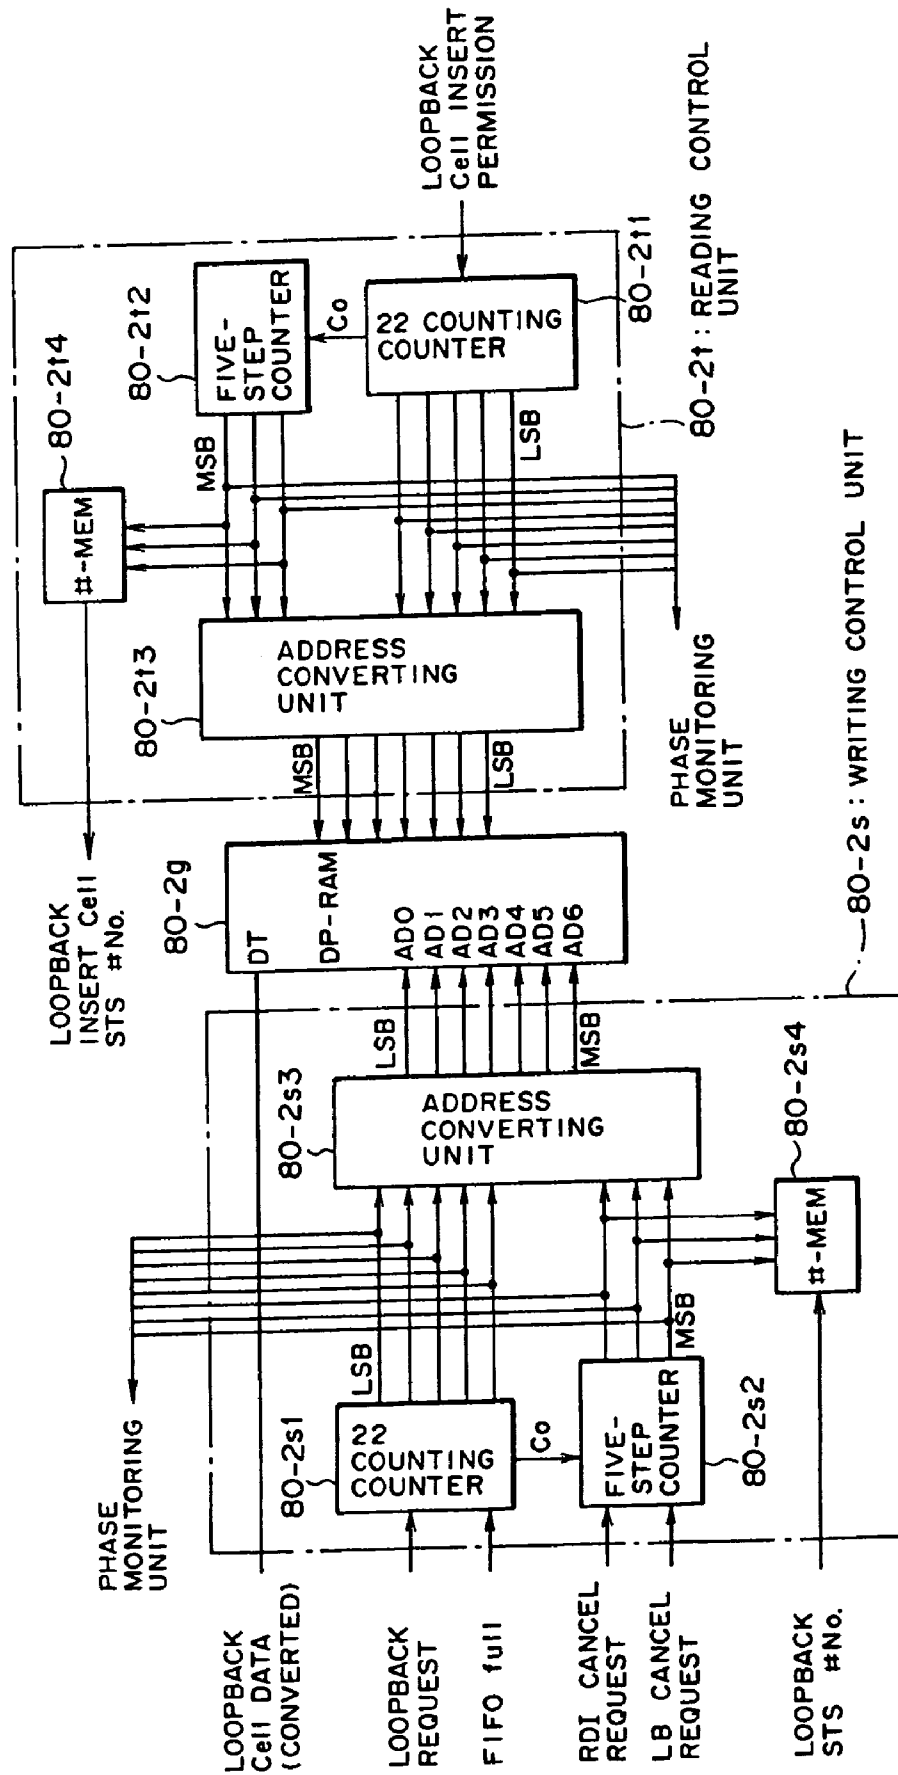 LOOPBACK
Cell DATA
(CONVERTED)
LOOPBACK
REQUEST
FIFO full
RDI CANCEL
REQUEST
LB CANCEL
REQUEST
LOOPBACK
STS #No.
PHASE
MONITORING
UNIT
80-2s1
22
COUNTING
COUNTER
LSB
Co
FIVE-
STEP
COUNTER
80-2s2
MSB
80-2s3
ADDRESS
CONVERTING
UNIT
LSB
MSB
#-MEM
80-2s4
80-2s : WRITING CONTROL UNIT
80-2g
DT
DP-RAM
AD0
AD1
AD2
AD3
AD4
AD5
AD6
LOOPBACK
INSERT Cell
STS #No.
MSB
LSB
80-2t3
ADDRESS
CONVERTING
UNIT
PHASE
MONITORING
UNIT
#-MEM
80-2t4
MSB
LSB
80-2t2
FIVE-
STEP
COUNTER
Co
22 COUNTING
COUNTER
80-2t1
80-2t : READING CONTROL
UNIT
LOOPBACK
Cell INSERT
PERMISSION